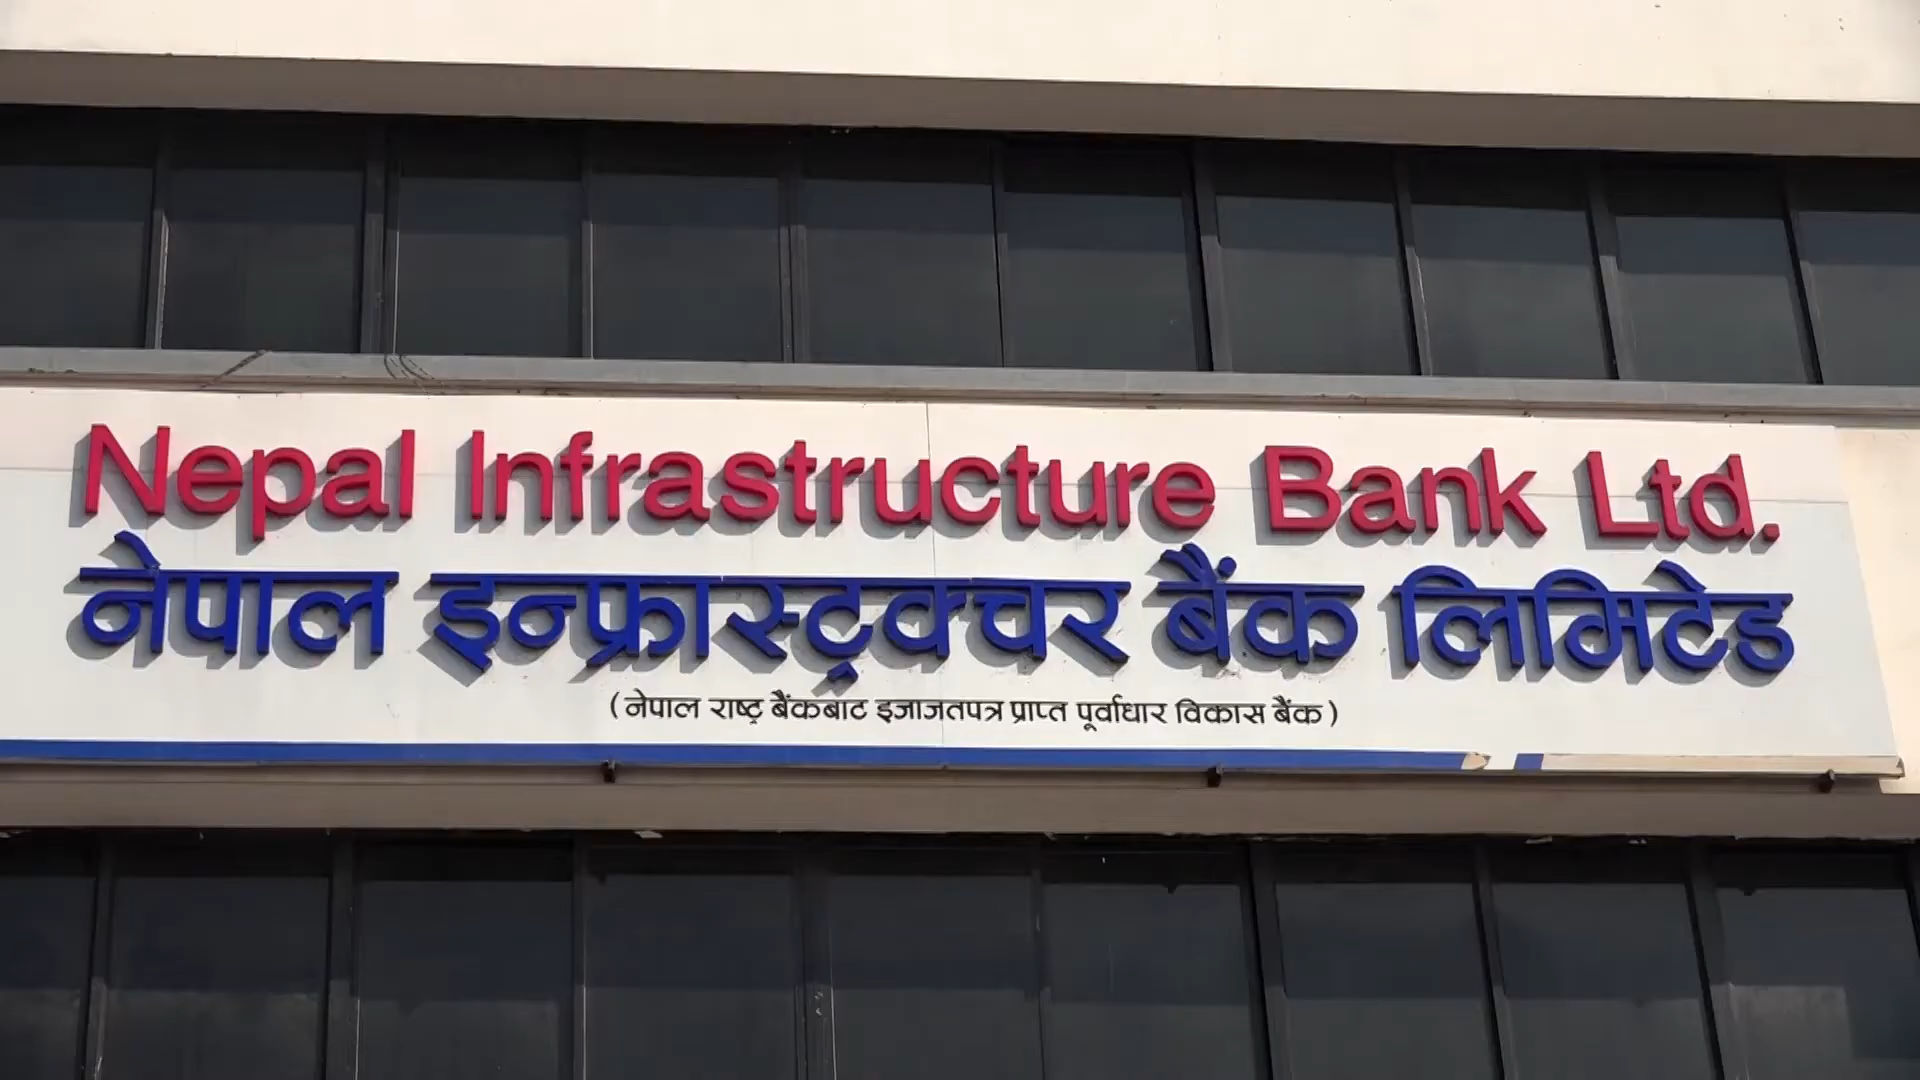 Nepal Infrastructure Bank Ltd.
नेपाल इन्फ्रास्ट्रक्चर बैंक लिमिटेड
(नेपाल राष्ट्र बैंकबाट इजाजतपत्र प्राप्त पूर्वाधार विकास बैंक)